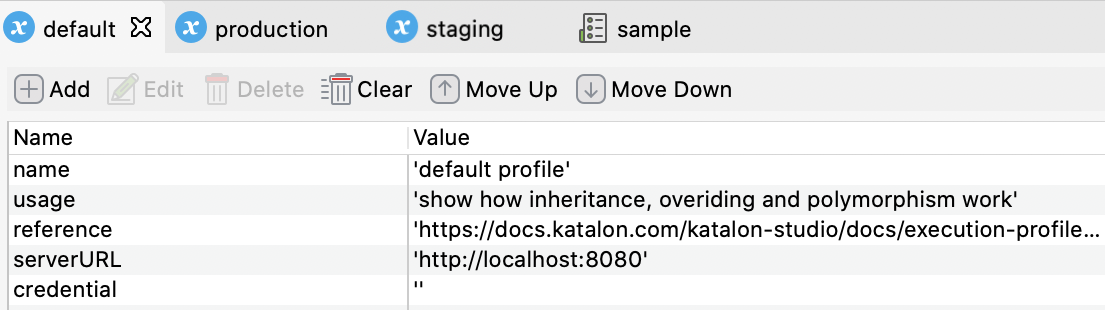 default production staging sample
Add Edit Delete Clear Move Up Move Down
Name Value
name 'default profile'
usage 'show how inheritance, overiding and polymorphism work'
reference 'https://docs.katalon.com/katalon-studio/docs/execution-profile...
serverURL 'http://localhost:8080'
credential ''